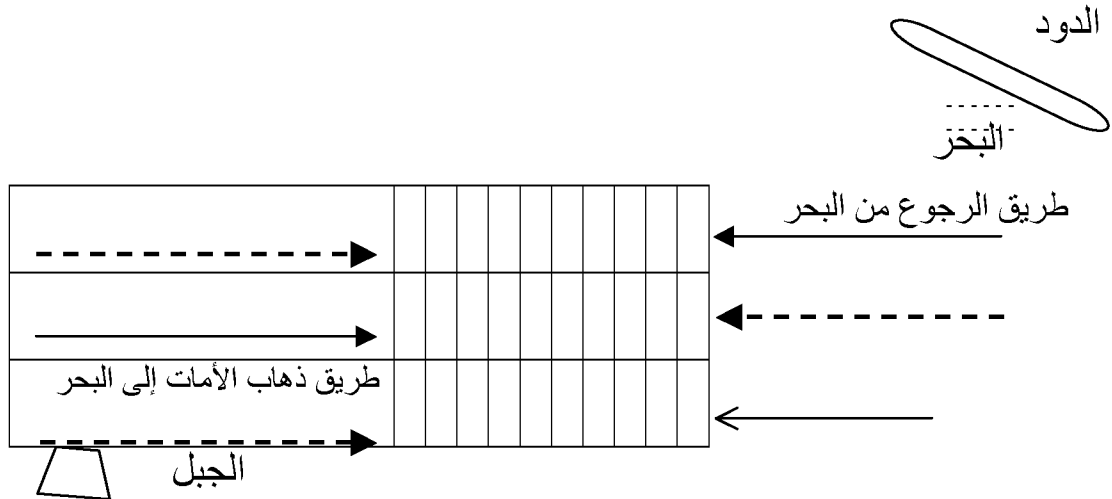 الدود
البحر
طريق الرجوع من البحر
طريق ذهاب الأمات إلى البحر
الجبل